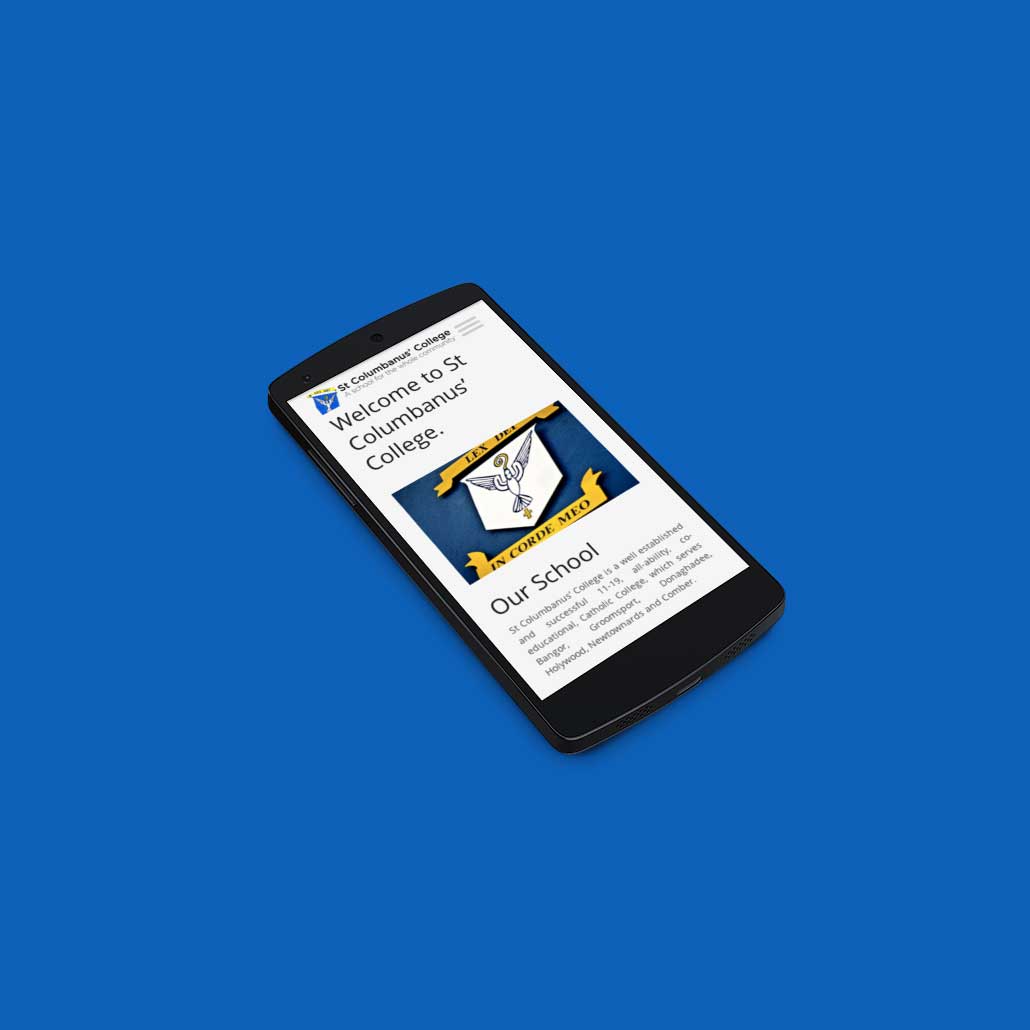 St Columbanus' College
A school for the whole community
Welcome to St
Columbanus'
College.
LEX DEI
IN CORDE MEO
Our School
St Columbanus' College is a well established
and successful 11-19, all-ability, co-
educational, Catholic College, which serves
Bangor, Groomsport, Donaghadee,
Holywood, Newtownards and Comber.